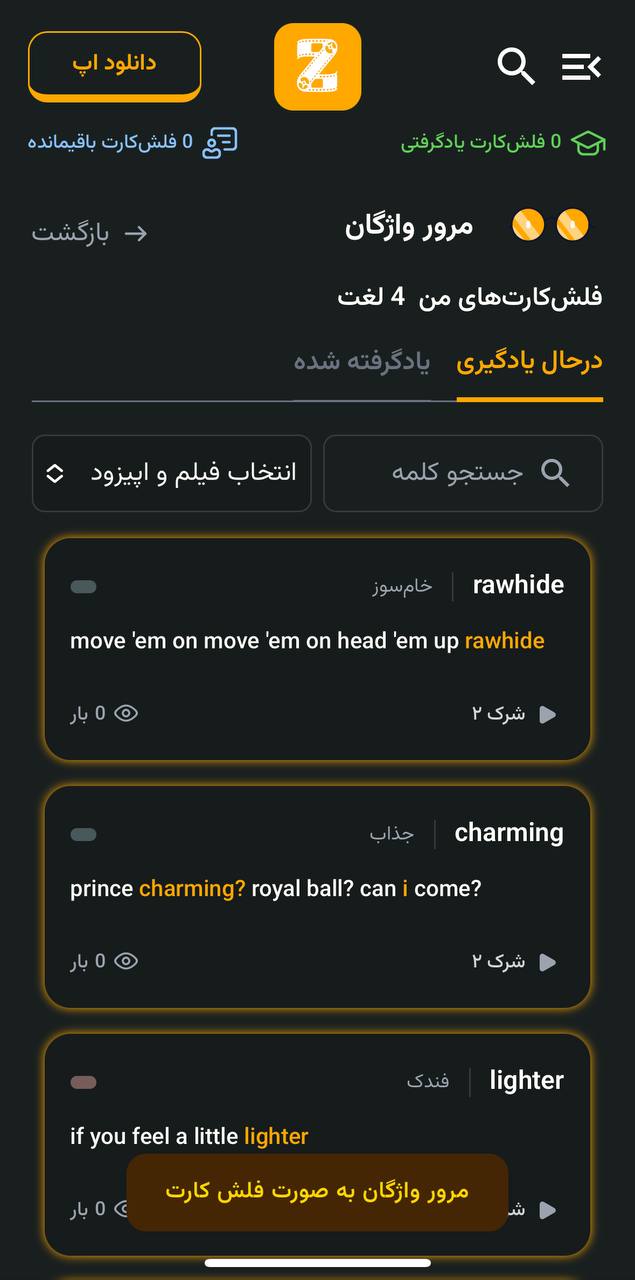 دانلود اپ
Z
0 فلش‌کارت یادگرفتی
0 فلش‌کارت باقیمانده
مرور واژگان
بازگشت
فلش‌کارت‌های من 4 لغت
درحال یادگیری
یادگرفته شده
جستجو کلمه
انتخاب فیلم و اپیزود
rawhide | خام‌سوز
move 'em on move 'em on head 'em up rawhide
شرک ۲
0 بار
charming | جذاب
prince charming? royal ball? can i come?
شرک ۲
0 بار
lighter | فندک
if you feel a little lighter
0 بار
مرور واژگان به صورت فلش کارت